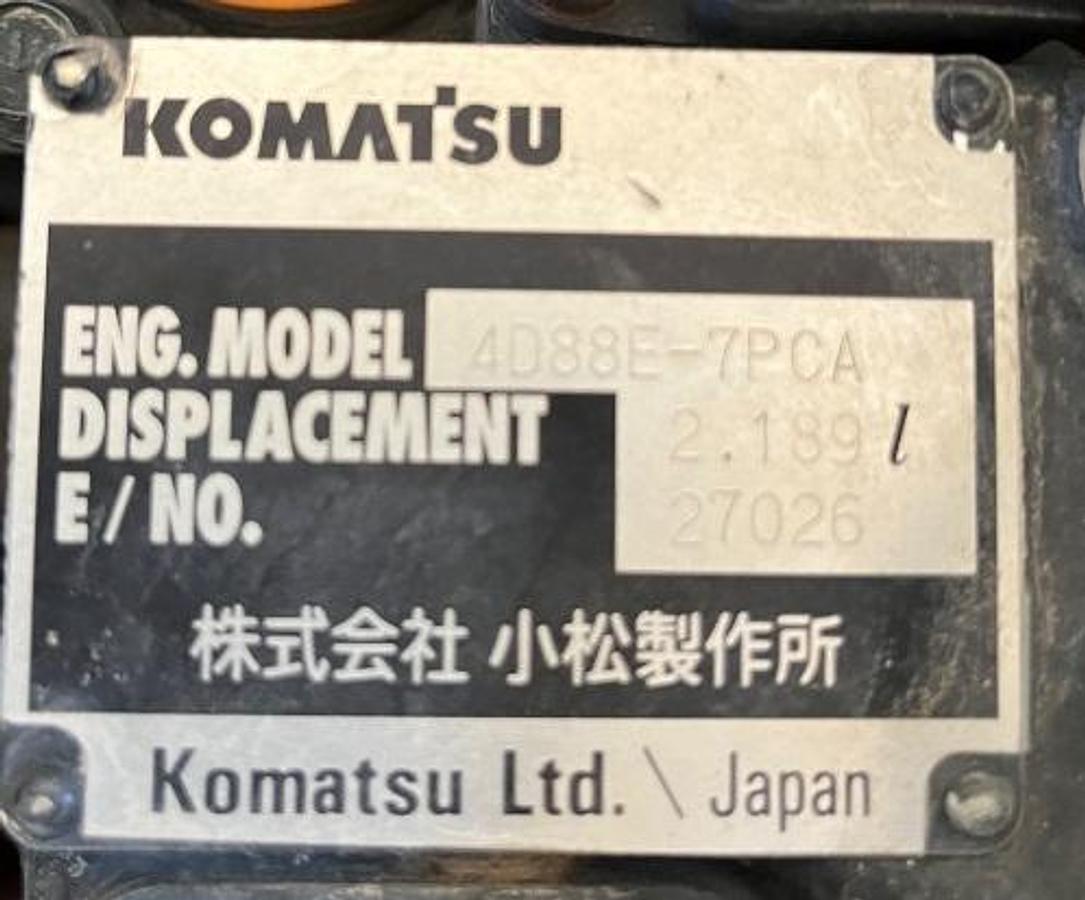 KOMATSU
ENG. MODEL 4D88E-7PCA
DISPLACEMENT 2.189 l
E / NO. 27026
株式会社 小松製作所
Komatsu Ltd. \ Japan